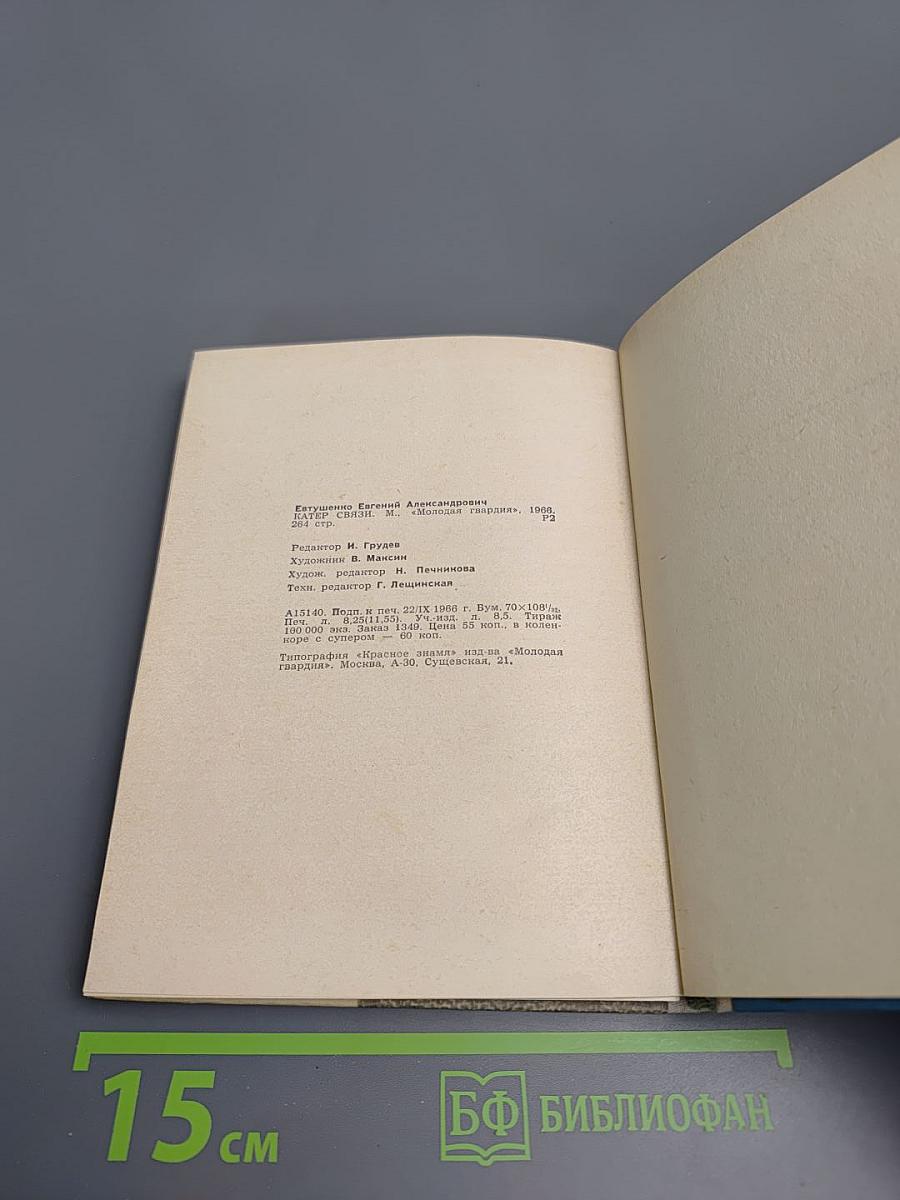 Евтушенко Евгений Александрович
КАТЕР СВЯЗИ. М., «Молодая гвардия», 1966.
264 стр. Р2
Редактор И. Грудев
Художник В. Максин
Худож. редактор Н. Печникова
Техн. редактор Г. Лещинская
А15140. Подп. к печ. 22/IX 1966 г. Бум. 70×108¹/₃₂.
Печ. л. 8,25(11,55). Уч.-изд. л. 8,5. Тираж
100 000 экз. Заказ 1349. Цена 55 коп., в колен-
коре с супером — 60 коп.
Типография «Красное знамя» изд-ва «Молодая
гвардия». Москва, А-30, Сущевская, 21.
15 см
БФ БИБЛИОФАН